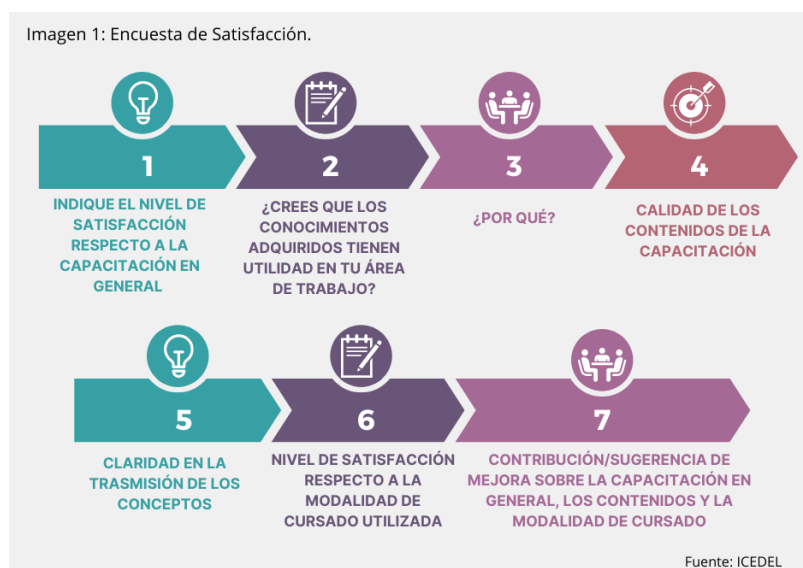 Imagen 1: Encuesta de Satisfacción.
1
INDIQUE EL NIVEL DE
SATISFACCIÓN
RESPECTO A LA
CAPACITACIÓN EN
GENERAL
2
¿CREES QUE LOS
CONOCIMIENTOS
ADQUIRIDOS TIENEN
UTILIDAD EN TU ÁREA
DE TRABAJO?
3
¿POR QUÉ?
4
CALIDAD DE LOS
CONTENIDOS DE LA
CAPACITACIÓN
5
CLARIDAD EN LA
TRASMISIÓN DE LOS
CONCEPTOS
6
NIVEL DE SATISFACCIÓN
RESPECTO A LA
MODALIDAD DE
CURSADO UTILIZADA
7
CONTRIBUCIÓN/SUGERENCIA DE
MEJORA SOBRE LA CAPACITACIÓN EN
GENERAL, LOS CONTENIDOS Y LA
MODALIDAD DE CURSADO
Fuente: ICEDEL